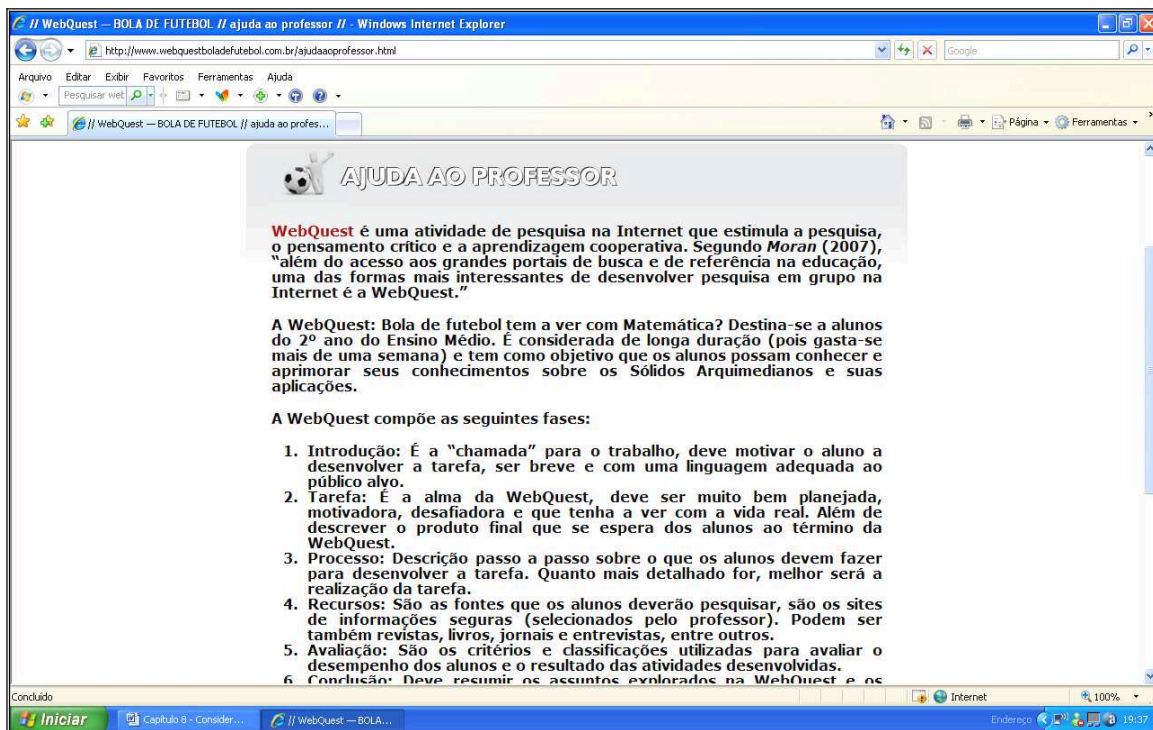 // WebQuest — BOLA DE FUTEBOL // ajuda ao professor // - Windows Internet Explorer
http://www.webquestboladefutebol.com.br/ajudaaoprofessor.html
Google
Arquivo Editar Exibir Favoritos Ferramentas Ajuda
Pesquisar web
// WebQuest — BOLA DE FUTEBOL // ajuda ao profes...
Página
Ferramentas
AJUDA AO PROFESSOR
WebQuest é uma atividade de pesquisa na Internet que estimula a pesquisa,
o pensamento crítico e a aprendizagem cooperativa. Segundo Moran (2007),
“além do acesso aos grandes portais de busca e de referência na educação,
uma das formas mais interessantes de desenvolver pesquisa em grupo na
Internet é a WebQuest.”
A WebQuest: Bola de futebol tem a ver com Matemática? Destina-se a alunos
do 2º ano do Ensino Médio. É considerada de longa duração (pois gasta-se
mais de uma semana) e tem como objetivo que os alunos possam conhecer e
aprimorar seus conhecimentos sobre os Sólidos Arquimedianos e suas
aplicações.
A WebQuest compõe as seguintes fases:
1. Introdução: É a “chamada” para o trabalho, deve motivar o aluno a
desenvolver a tarefa, ser breve e com uma linguagem adequada ao
público alvo.
2. Tarefa: É a alma da WebQuest, deve ser muito bem planejada,
motivadora, desafiadora e que tenha a ver com a vida real. Além de
descrever o produto final que se espera dos alunos ao término da
WebQuest.
3. Processo: Descrição passo a passo sobre o que os alunos devem fazer
para desenvolver a tarefa. Quanto mais detalhado for, melhor será a
realização da tarefa.
4. Recursos: São as fontes que os alunos deverão pesquisar, são os sites
de informações seguras (selecionados pelo professor). Podem ser
também revistas, livros, jornais e entrevistas, entre outros.
5. Avaliação: São os critérios e classificações utilizadas para avaliar o
desempenho dos alunos e o resultado das atividades desenvolvidas.
6. Conclusão: Deve resumir os assuntos explorados na WebQuest e os
Concluído
Internet
100%
Iniciar
Capítulo 8 - Consider...
// WebQuest — BOLA...
Endereço
19:37